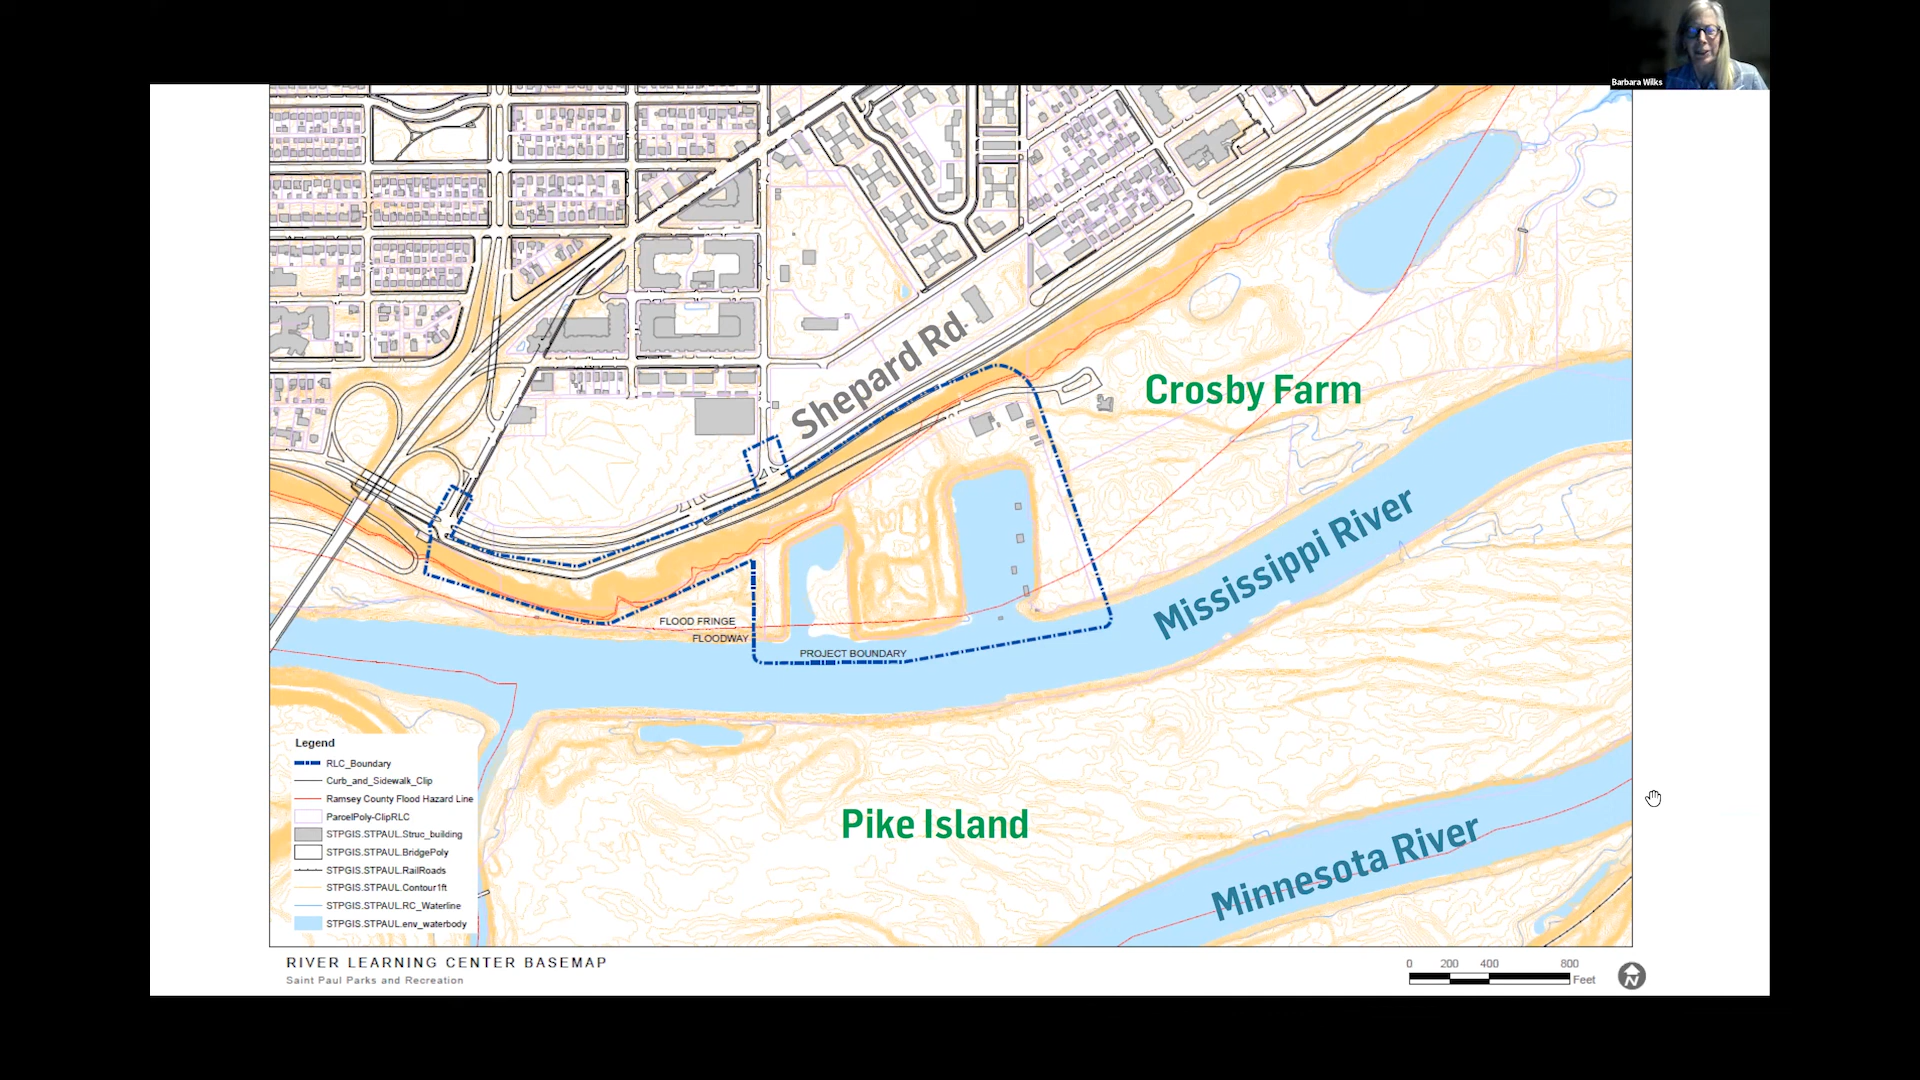 Barbara Wilks
Shepard Rd.
Crosby Farm
Mississippi River
FLOOD FRINGE
FLOODWAY
PROJECT BOUNDARY
Pike Island
Minnesota River
Legend
RLC_Boundary
Curb_and_Sidewalk_Clip
Ramsey County Flood Hazard Line
ParcelPoly-ClipRLC
STPGIS.STPAUL.Struc_building
STPGIS.STPAUL.BridgePoly
STPGIS.STPAUL.RailRoads
STPGIS.STPAUL.Contour1ft
STPGIS.STPAUL.RC_Waterline
STPGIS.STPAUL.env_waterbody
RIVER LEARNING CENTER BASEMAP
Saint Paul Parks and Recreation
0 200 400 800
Feet
N